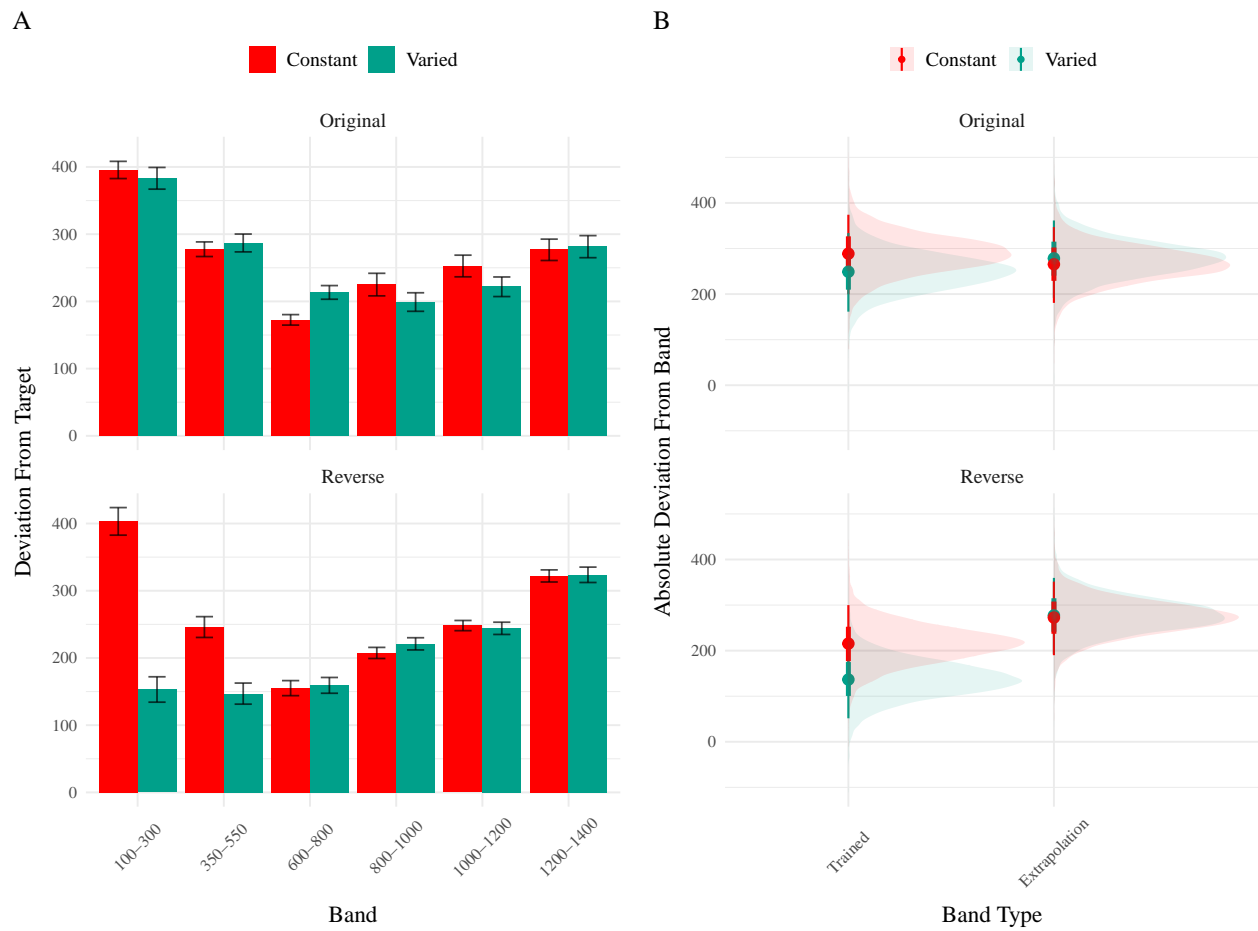 A
Constant Varied
Original
400
300
200
100
0
Reverse
400
300
200
100
0
Deviation From Target
100−300
350−550
600−800
800−1000
1000−1200
1200−1400
Band
B
Constant Varied
Original
400
200
0
Reverse
400
200
0
Absolute Deviation From Band
Trained
Extrapolation
Band Type